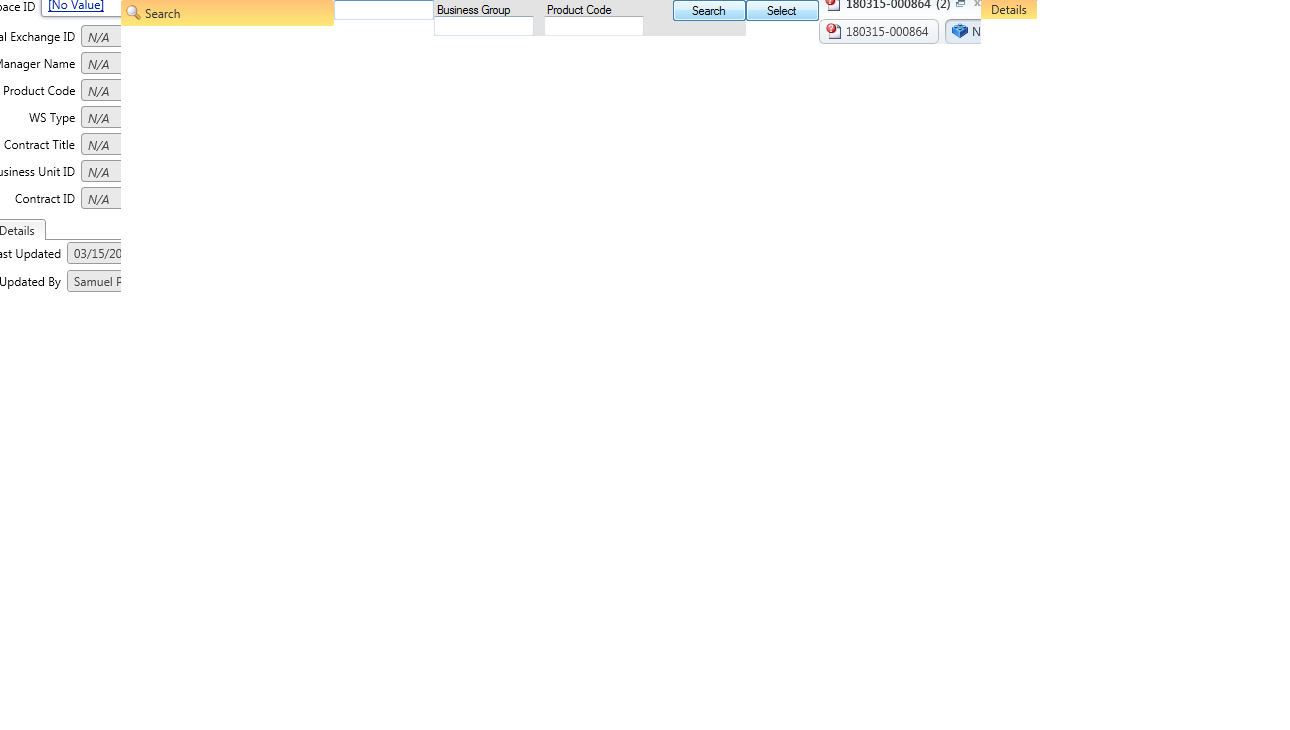 pace ID [No Value]
al Exchange ID N/A
Manager Name N/A
Product Code N/A
WS Type N/A
Contract Title N/A
usiness Unit ID N/A
Contract ID N/A
Details
ast Updated 03/15/20
Updated By Samuel P
Search
Business Group Product Code
Search Select
180315-000864 (2)
180315-000864 N
Details